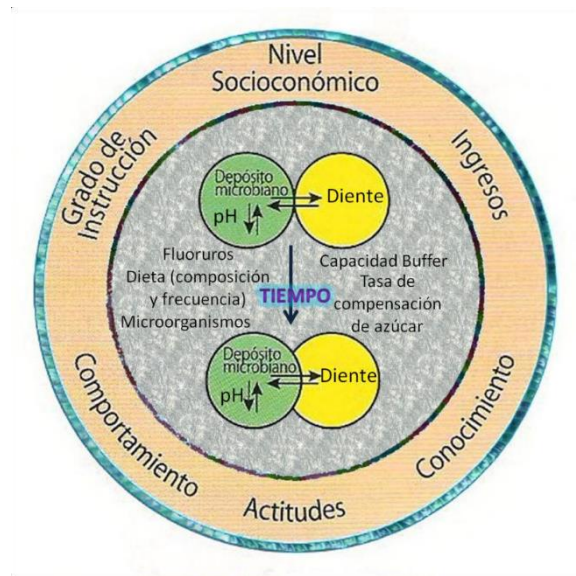 Nivel
Socioeconómico
Grado de
Instrucción
Ingresos
Depósito
microbiano
pH
Diente
Fluoruros
Dieta (composición
y frecuencia)
Microorganismos
TIEMPO
Capacidad Buffer
Tasa de
compensación
de azúcar
Depósito
microbiano
pH
Diente
Comportamiento
Actitudes
Conocimiento